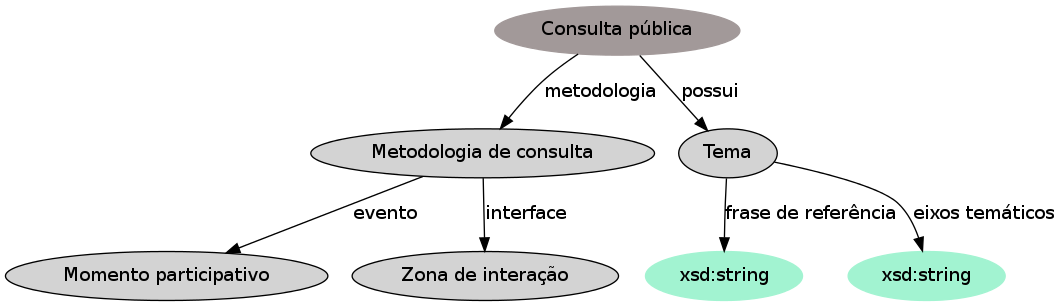 Consulta pública
metodologia
possui
Metodologia de consulta
Tema
evento
interface
frase de referência
eixos temáticos
Momento participativo
Zona de interação
xsd:string
xsd:string